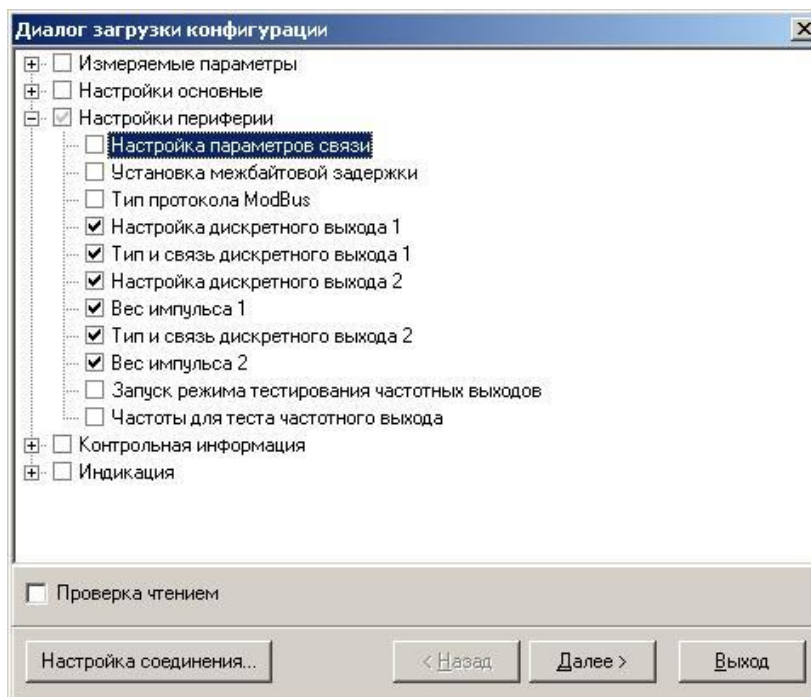 Диалог загрузки конфигурации
Измеряемые параметры
Настройки основные
Настройки периферии
Настройка параметров связи
Установка межбайтовой задержки
Тип протокола ModBus
Настройка дискретного выхода 1
Тип и связь дискретного выхода 1
Настройка дискретного выхода 2
Вес импульса 1
Тип и связь дискретного выхода 2
Вес импульса 2
Запуск режима тестирования частотных выходов
Частоты для теста частотного выхода
Контрольная информация
Индикация
Проверка чтением
Настройка соединения... < Назад Далее > Выход